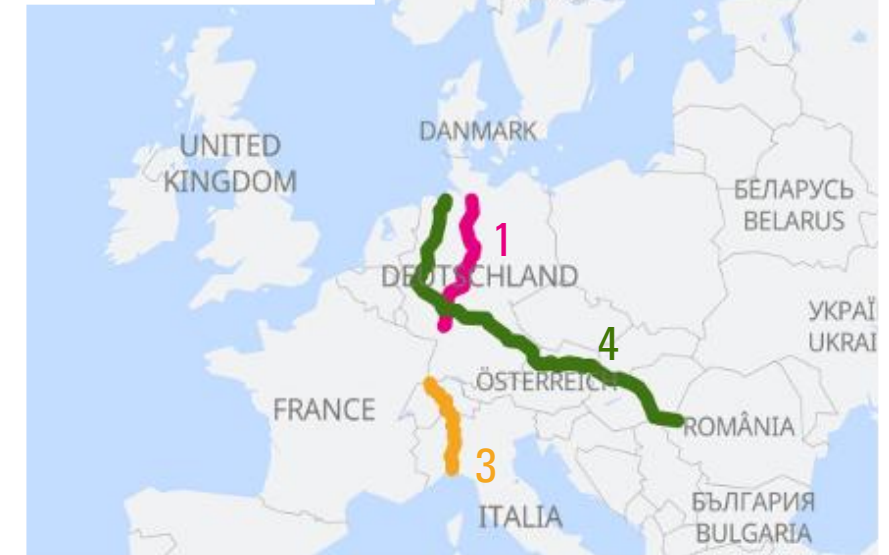 DANMARK
UNITED
KINGDOM
БЕЛАРУСЬ
BELARUS
1
DEUTSCHLAND
УКРАЇ
UKRAI
4
ÖSTERREICH
FRANCE
ROMÂNIA
3
ITALIA
БЪЛГАРИЯ
BULGARIA